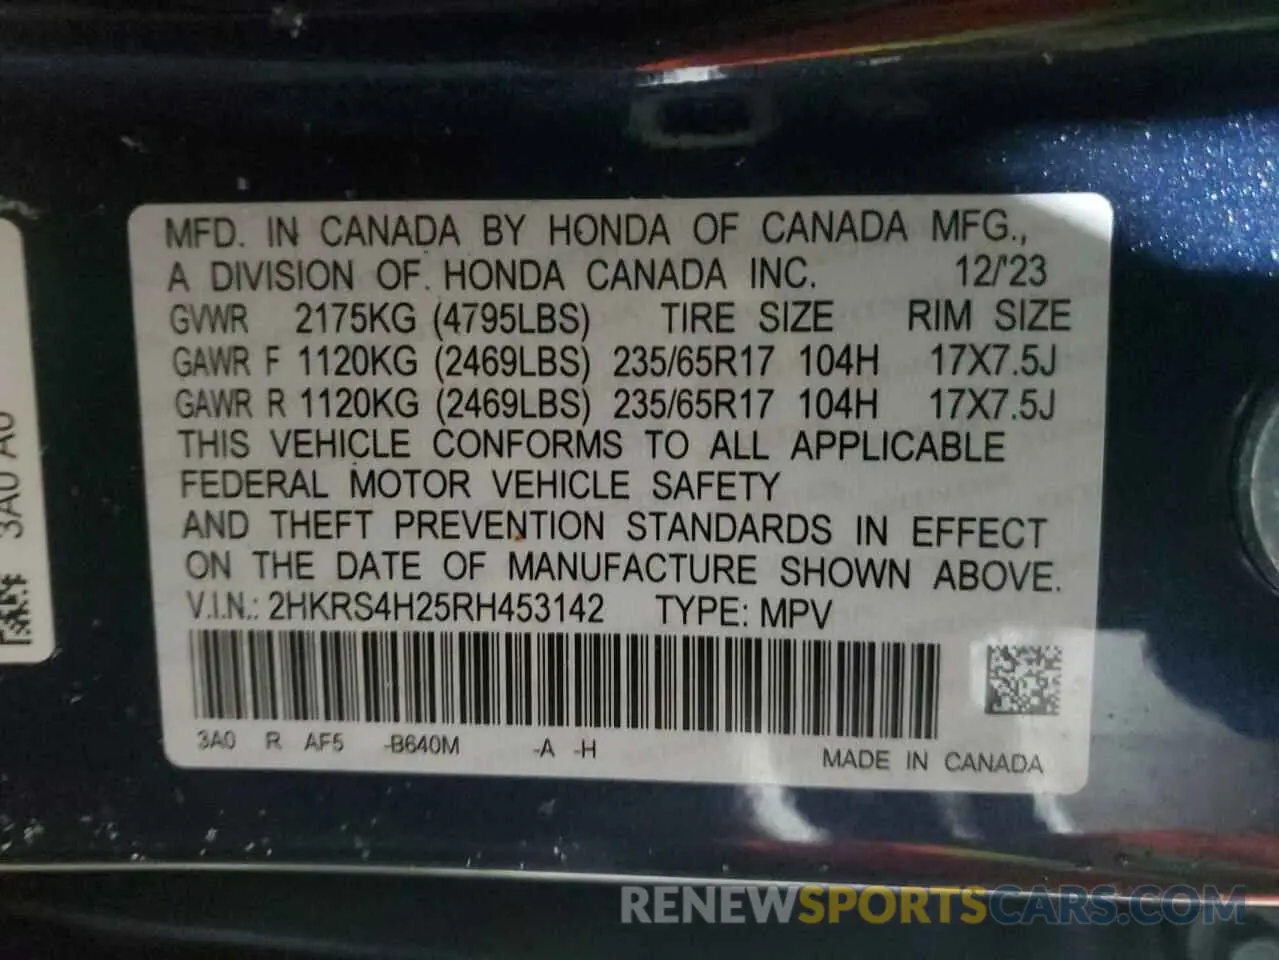 MFD. IN CANADA BY HONDA OF CANADA MFG.,
A DIVISION OF HONDA CANADA INC. 12/'23
GVWR 2175KG (4795LBS) TIRE SIZE RIM SIZE
GAWR F 1120KG (2469LBS) 235/65R17 104H 17X7.5J
GAWR R 1120KG (2469LBS) 235/65R17 104H 17X7.5J
THIS VEHICLE CONFORMS TO ALL APPLICABLE
FEDERAL MOTOR VEHICLE SAFETY
AND THEFT PREVENTION STANDARDS IN EFFECT
ON THE DATE OF MANUFACTURE SHOWN ABOVE.
V.I.N.: 2HKRS4H25RH453142 TYPE: MPV
3A0 R AF5 -B640M -A -H
MADE IN CANADA
3A0 A0
RENEWSPORTSCARS.COM